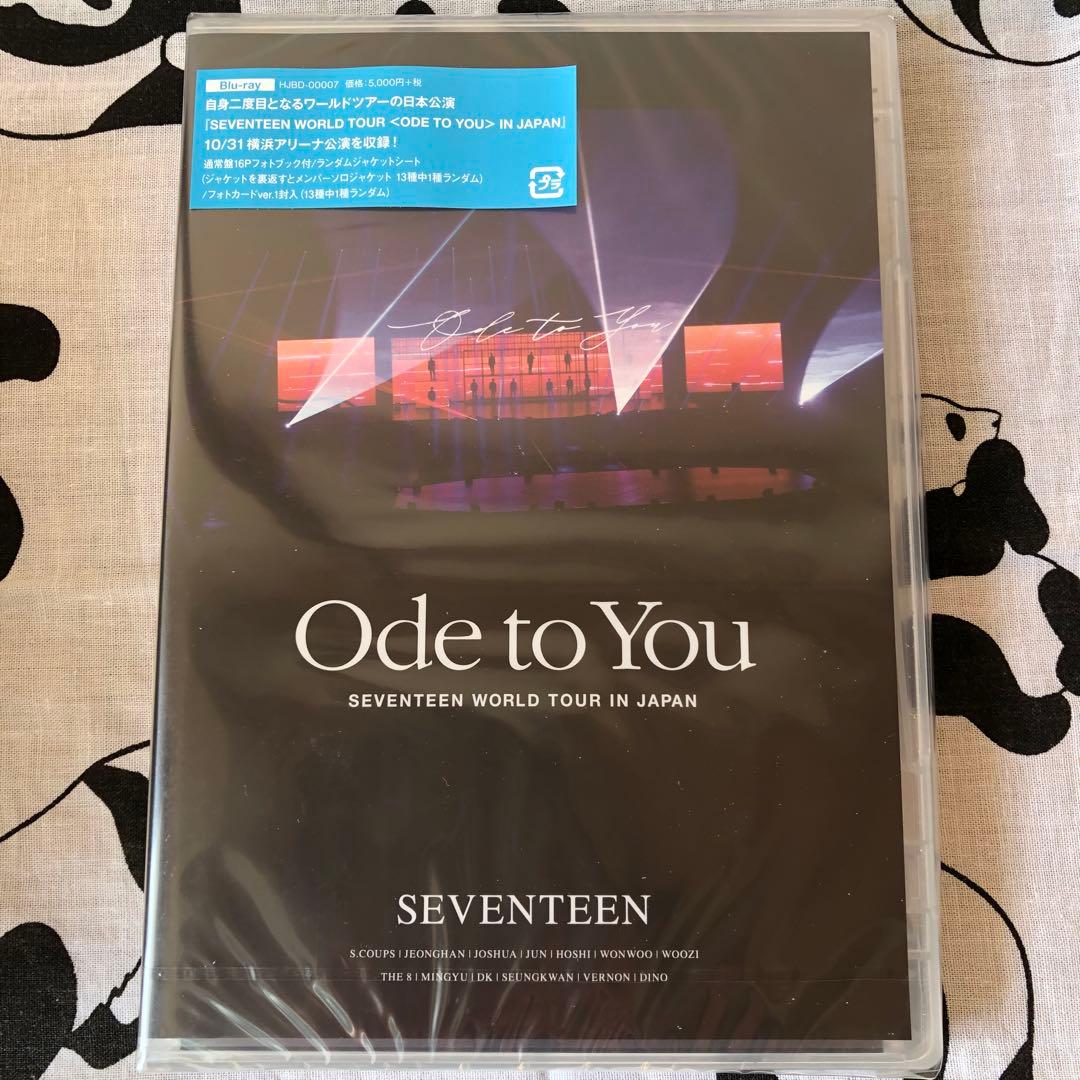 Blu-ray HJBD-00007 価格:5,000円+税
自身二度目となるワールドツアーの日本公演
『SEVENTEEN WORLD TOUR <ODE TO YOU> IN JAPAN』
10/31 横浜アリーナ公演を収録!
通常盤16Pフォトブック付/ランダムジャケットシート
(ジャケットを裏返すとメンバーソロジャケット 13種中1種ランダム)
/フォトカードver.1封入(13種中1種ランダム)
プラ
Ode to You
Ode to You
SEVENTEEN WORLD TOUR IN JAPAN
SEVENTEEN
S.COUPS | JEONGHAN | JOSHUA | JUN | HOSHI | WONWOO | WOOZI
THE 8 | MINGYU | DK | SEUNGKWAN | VERNON | DINO